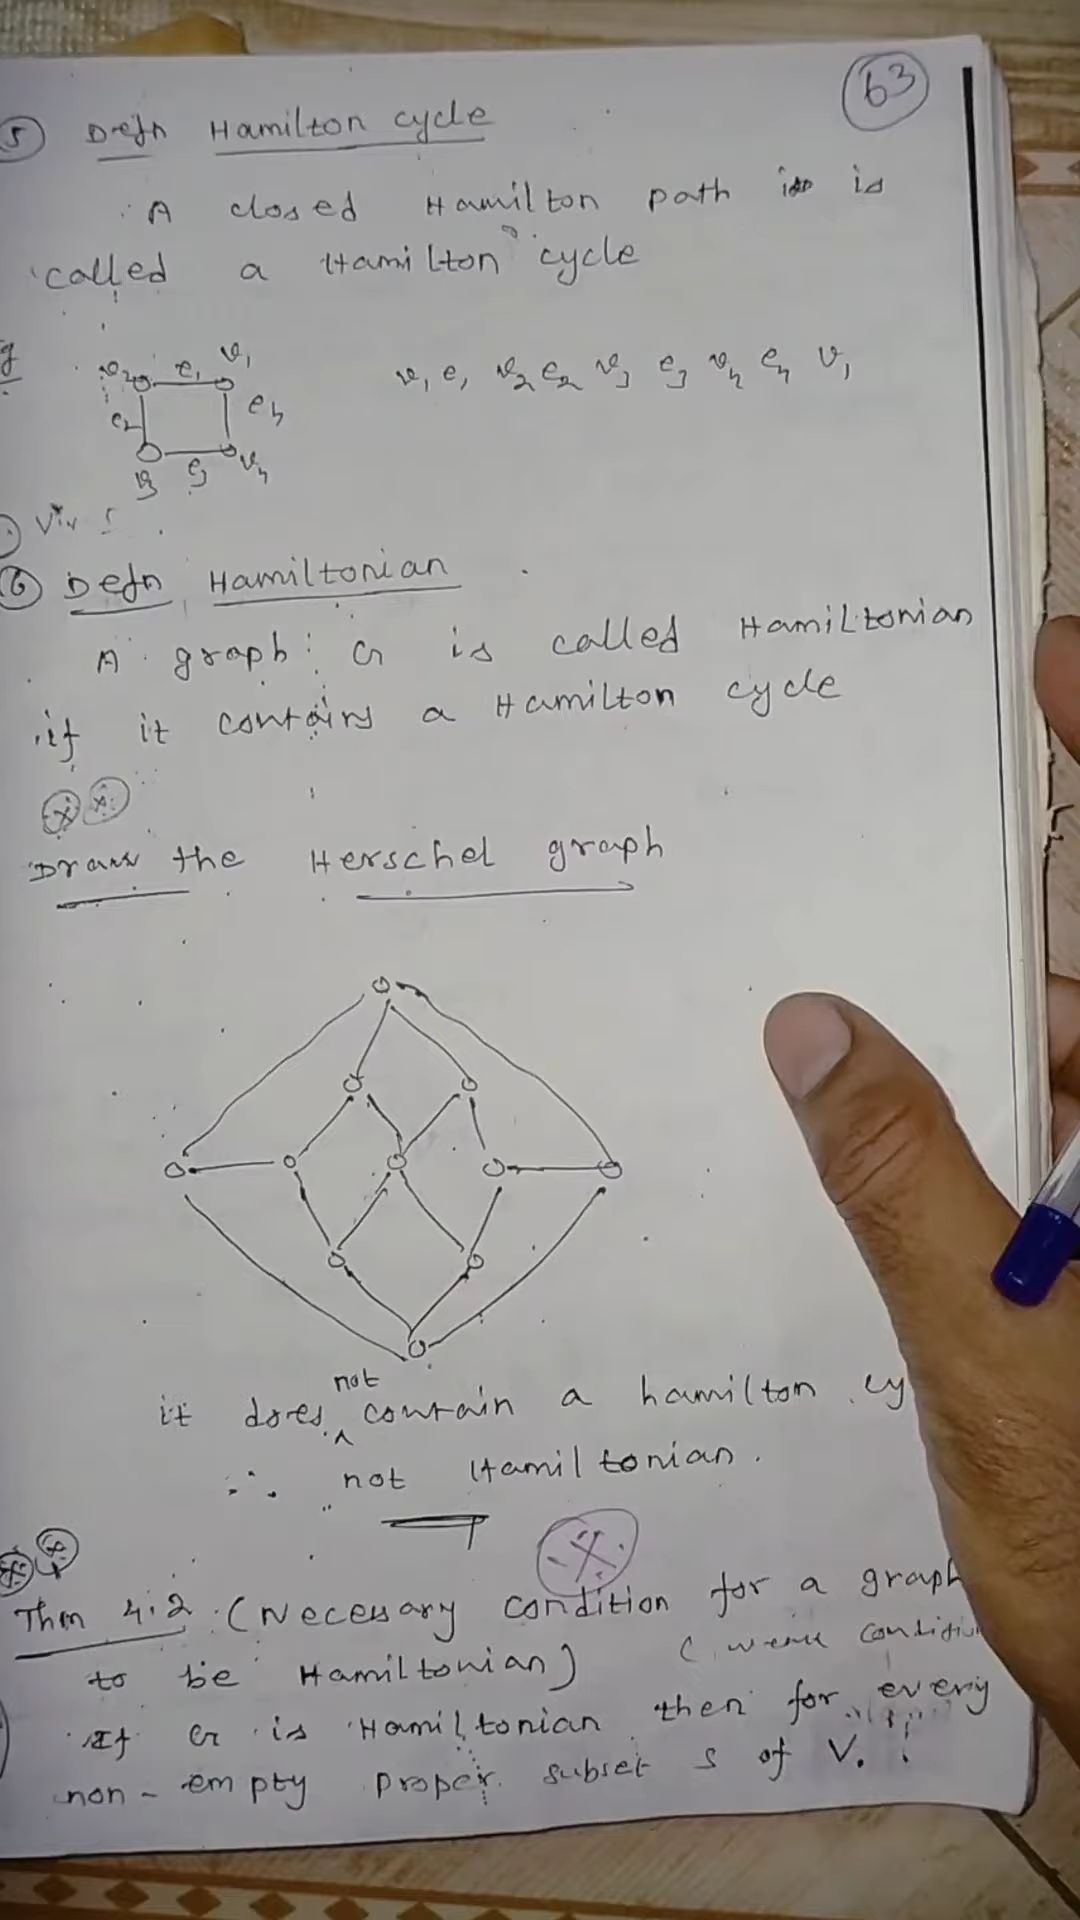 63
5 Defn Hamilton cycle
A closed Hamilton path is
called a Hamilton cycle
v2 e1 v1
e2 e4
v3 e3 v4
v1 e1 v2 e2 v3 e3 v4 e4 v1
6 Defn Hamiltonian
A graph G is called Hamiltonian
if it contains a Hamilton cycle
Draw the Herschel graph
it does not contain a hamilton cy
∴ not Hamiltonian.
Thm 4.2 (Necessary condition for a graph
to be Hamiltonian)
If G is Hamiltonian then for every
non-empty proper subset S of V.